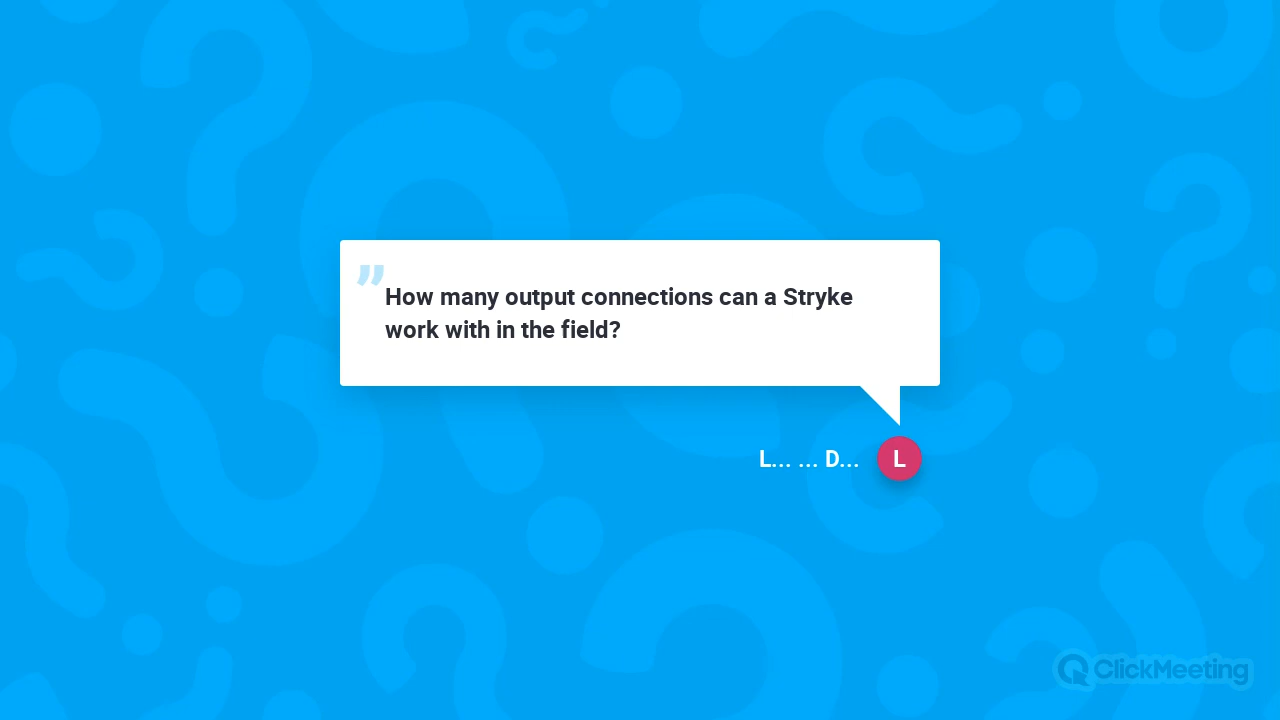 ” How many output connections can a Stryke
work with in the field?
L... ... D... L
ClickMeeting